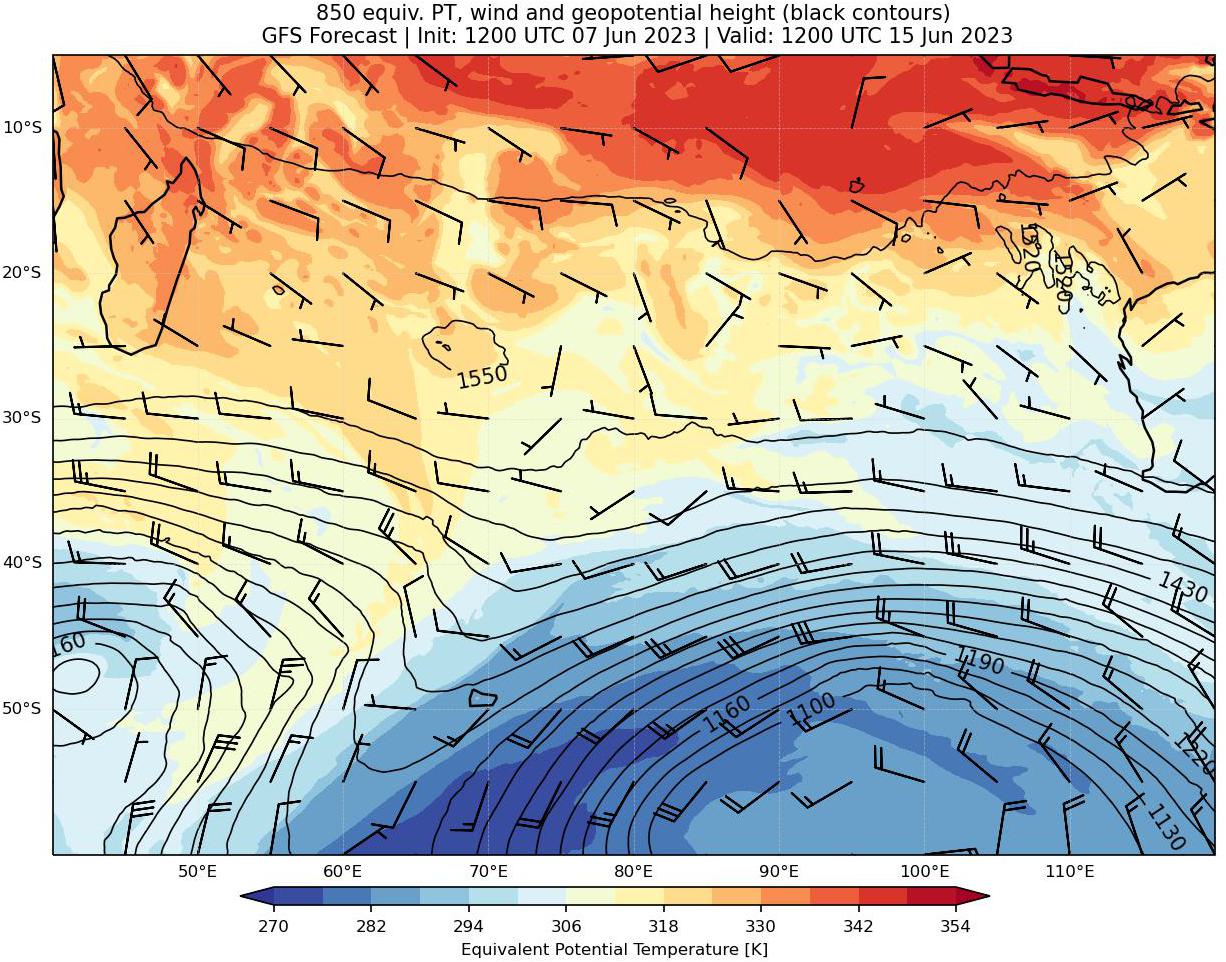 850 equiv. PT, wind and geopotential height (black contours)
GFS Forecast | Init: 1200 UTC 07 Jun 2023 | Valid: 1200 UTC 15 Jun 2023
10°S
20°S
1520
1520
1550
30°S
40°S
1430
160
1190
50°S
1160
1100
1220
1130
50°E 60°E 70°E 80°E 90°E 100°E 110°E
270 282 294 306 318 330 342 354
Equivalent Potential Temperature [K]